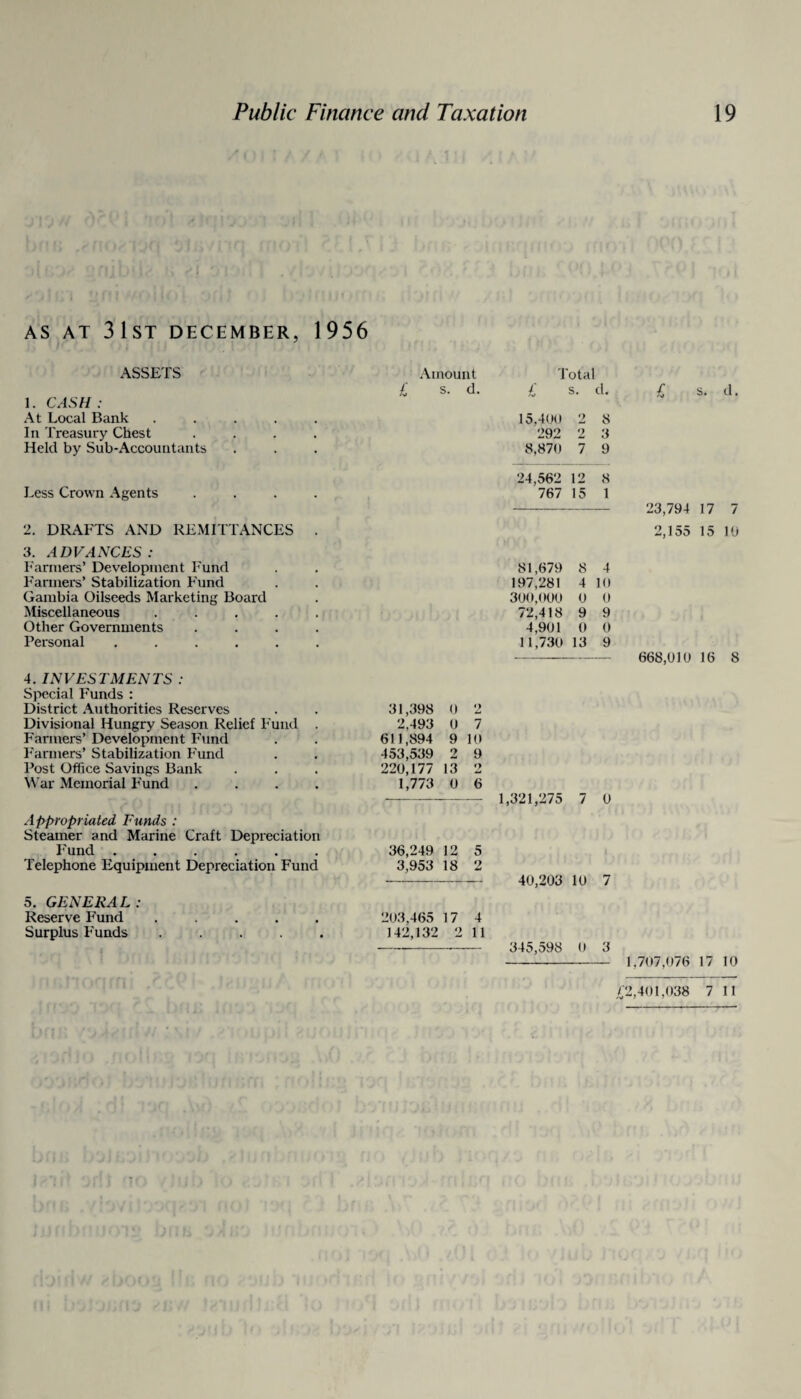 Public Finance and Taxation 19
AS AT 31ST DECEMBER, 1956
ASSETS Amount Total
£ s. d. £ s. d. £ s. d.
1. CASH :
At Local Bank . . . . . 15,400 2 8
In Treasury Chest . . . . 292 2 3
Held by Sub-Accountants . . . 8,870 7 9
24,562 12 8
Less Crown Agents . . . . 767 15 1
23,794 17 7
2. DRAFTS AND REMITTANCES . 2,155 15 10
3. ADVANCES :
Farmers' Development Fund . . 81,679 8 4
Farmers' Stabilization Fund . . 197,281 4 10
Gambia Oilseeds Marketing Board . 300,000 0 0
Miscellaneous . . . . . 72,418 9 9
Other Governments . . . . 4,901 0 0
Personal . . . . . . 11,730 13 9
668,010 16 8
4. INVESTMENTS :
Special Funds :
District Authorities Reserves . . 31,398 0 2
Divisional Hungry Season Relief Fund . 2,493 0 7
Farmers' Development Fund . . 611,894 9 10
Farmers' Stabilization Fund . . 453,539 2 9
Post Office Savings Bank . . . 220,177 13 2
War Memorial Fund . . . . 1,773 0 6
1,321,275 7 0
Appropriated Funds :
Steamer and Marine Craft Depreciation
Fund . . . . . . 36,249 12 5
Telephone Equipment Depreciation Fund 3,953 18 2
40,203 10 7
5. GENERAL :
Reserve Fund . . . . . 203,465 17 4
Surplus Funds . . . . . 142,132 2 11
345,598 0 3
1,707,076 17 10
£2,401,038 7 11